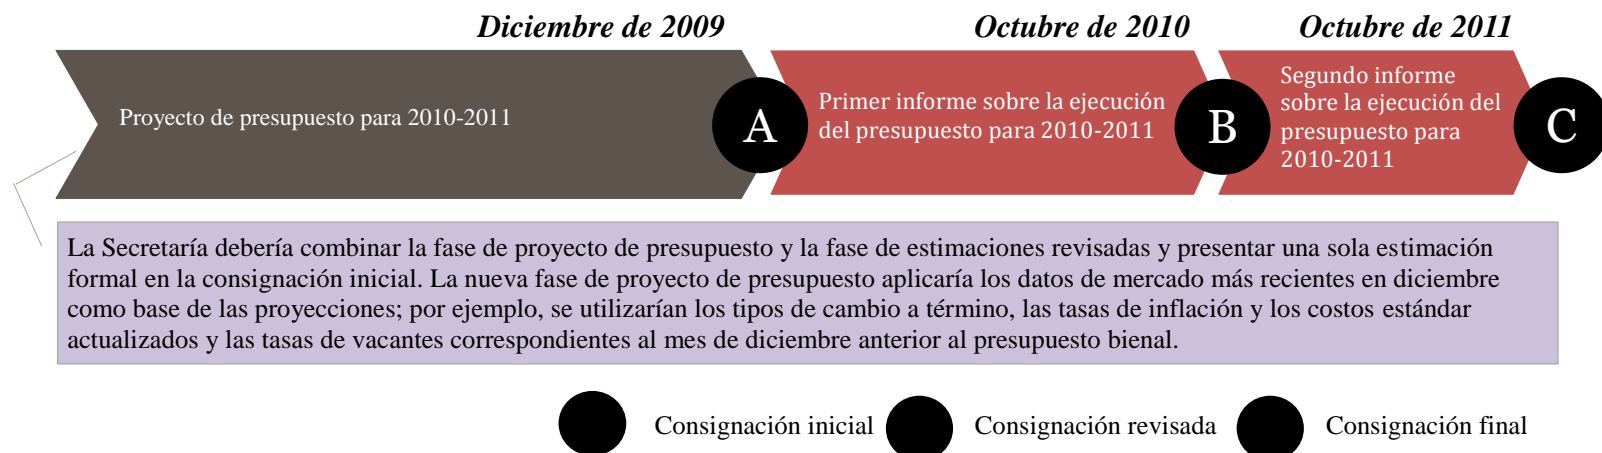 Diciembre de 2009
Octubre de 2010
Octubre de 2011
Proyecto de presupuesto para 2010-2011
A
Primer informe sobre la ejecución
del presupuesto para 2010-2011
B
Segundo informe
sobre la ejecución del
presupuesto para
2010-2011
C
La Secretaría debería combinar la fase de proyecto de presupuesto y la fase de estimaciones revisadas y presentar una sola estimación
formal en la consignación inicial. La nueva fase de proyecto de presupuesto aplicaría los datos de mercado más recientes en diciembre
como base de las proyecciones; por ejemplo, se utilizarían los tipos de cambio a término, las tasas de inflación y los costos estándar
actualizados y las tasas de vacantes correspondientes al mes de diciembre anterior al presupuesto bienal.
Consignación inicial
Consignación revisada
Consignación final